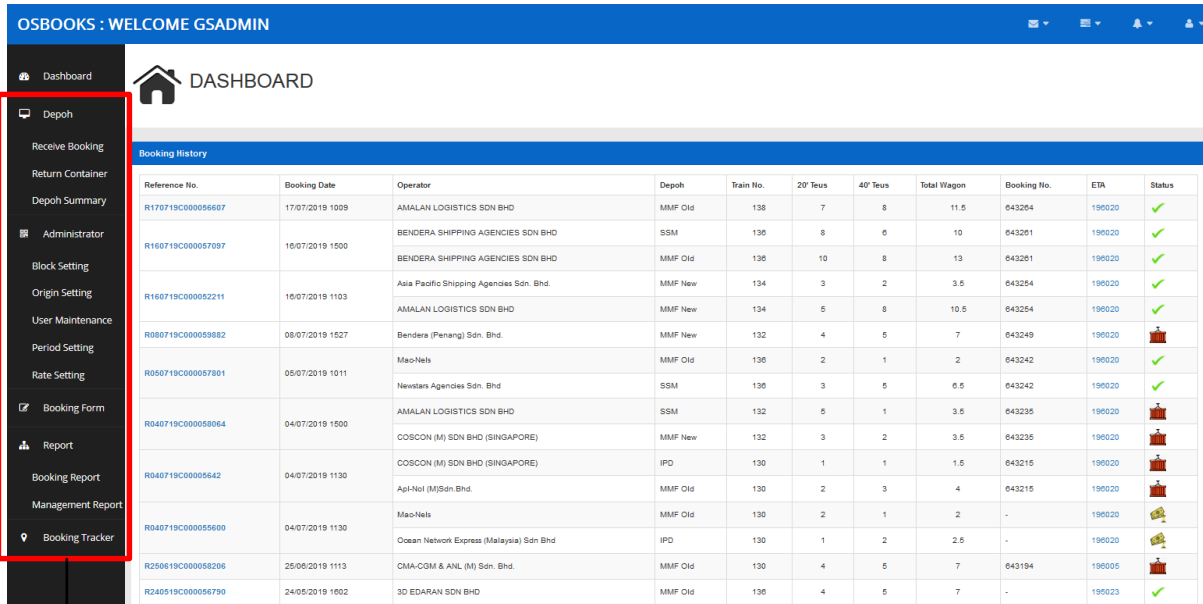 OSBOOKS : WELCOME GSADMIN
Dashboard
Depoh
Receive Booking
Return Container
Depoh Summary
Administrator
Block Setting
Origin Setting
User Maintenance
Period Setting
Rate Setting
Booking Form
Report
Booking Report
Management Report
Booking Tracker
DASHBOARD
Booking History
Reference No. Booking Date Operator Depoh Train No. 20' Teus 40' Teus Total Wagon Booking No. ETA Status
R170719C000056607 17/07/2019 1009 AMALAN LOGISTICS SDN BHD MMF Old 138 7 8 11.5 643264 196020
R160719C000057097 16/07/2019 1500 BENDERA SHIPPING AGENCIES SDN BHD SSM 136 8 6 10 643261 196020
BENDERA SHIPPING AGENCIES SDN BHD MMF Old 136 10 8 13 643261 196020
R160719C000052211 16/07/2019 1103 Asia Pacific Shipping Agencies Sdn. Bhd. MMF New 134 3 2 3.5 643254 196020
AMALAN LOGISTICS SDN BHD MMF New 134 5 8 10.5 643254 196020
R080719C000059882 08/07/2019 1527 Bendera (Penang) Sdn. Bhd. MMF New 132 4 5 7 643249 196020
R050719C000057801 05/07/2019 1011 Mac-Nels MMF Old 136 2 1 2 643242 196020
Newstars Agencies Sdn. Bhd SSM 136 3 5 6.5 643242 196020
R040719C000058064 04/07/2019 1500 AMALAN LOGISTICS SDN BHD SSM 132 5 1 3.5 643235 196020
COSCON (M) SDN BHD (SINGAPORE) MMF New 132 3 2 3.5 643235 196020
R040719C00005642 04/07/2019 1130 COSCON (M) SDN BHD (SINGAPORE) IPD 130 1 1 1.5 643215 196020
Apl-Nol (M)Sdn.Bhd. MMF Old 130 2 3 4 643215 196020
R040719C000055600 04/07/2019 1130 Mac-Nels MMF Old 130 2 1 2 - 196020
Ocean Network Express (Malaysia) Sdn Bhd IPD 130 1 2 2.5 - 196020
R250619C000058206 25/06/2019 1113 CMA-CGM & ANL (M) Sdn. Bhd. MMF Old 130 4 5 7 643194 196005
R240519C000056790 24/05/2019 1602 3D EDARAN SDN BHD MMF Old 136 4 5 7 - 195023